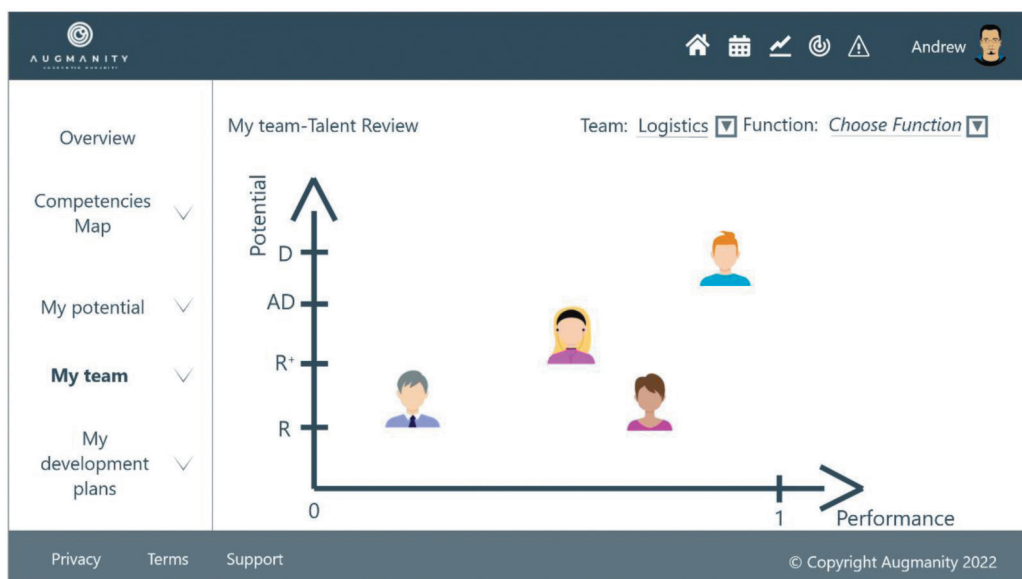 AUGMANITY
Andrew
Overview
Competencies
Map
My potential
My team
My
development
plans
My team-Talent Review
Team: Logistics Function: Choose Function
Potential
D
AD
R+
R
0
1
Performance
Privacy Terms Support
© Copyright Augmanity 2022